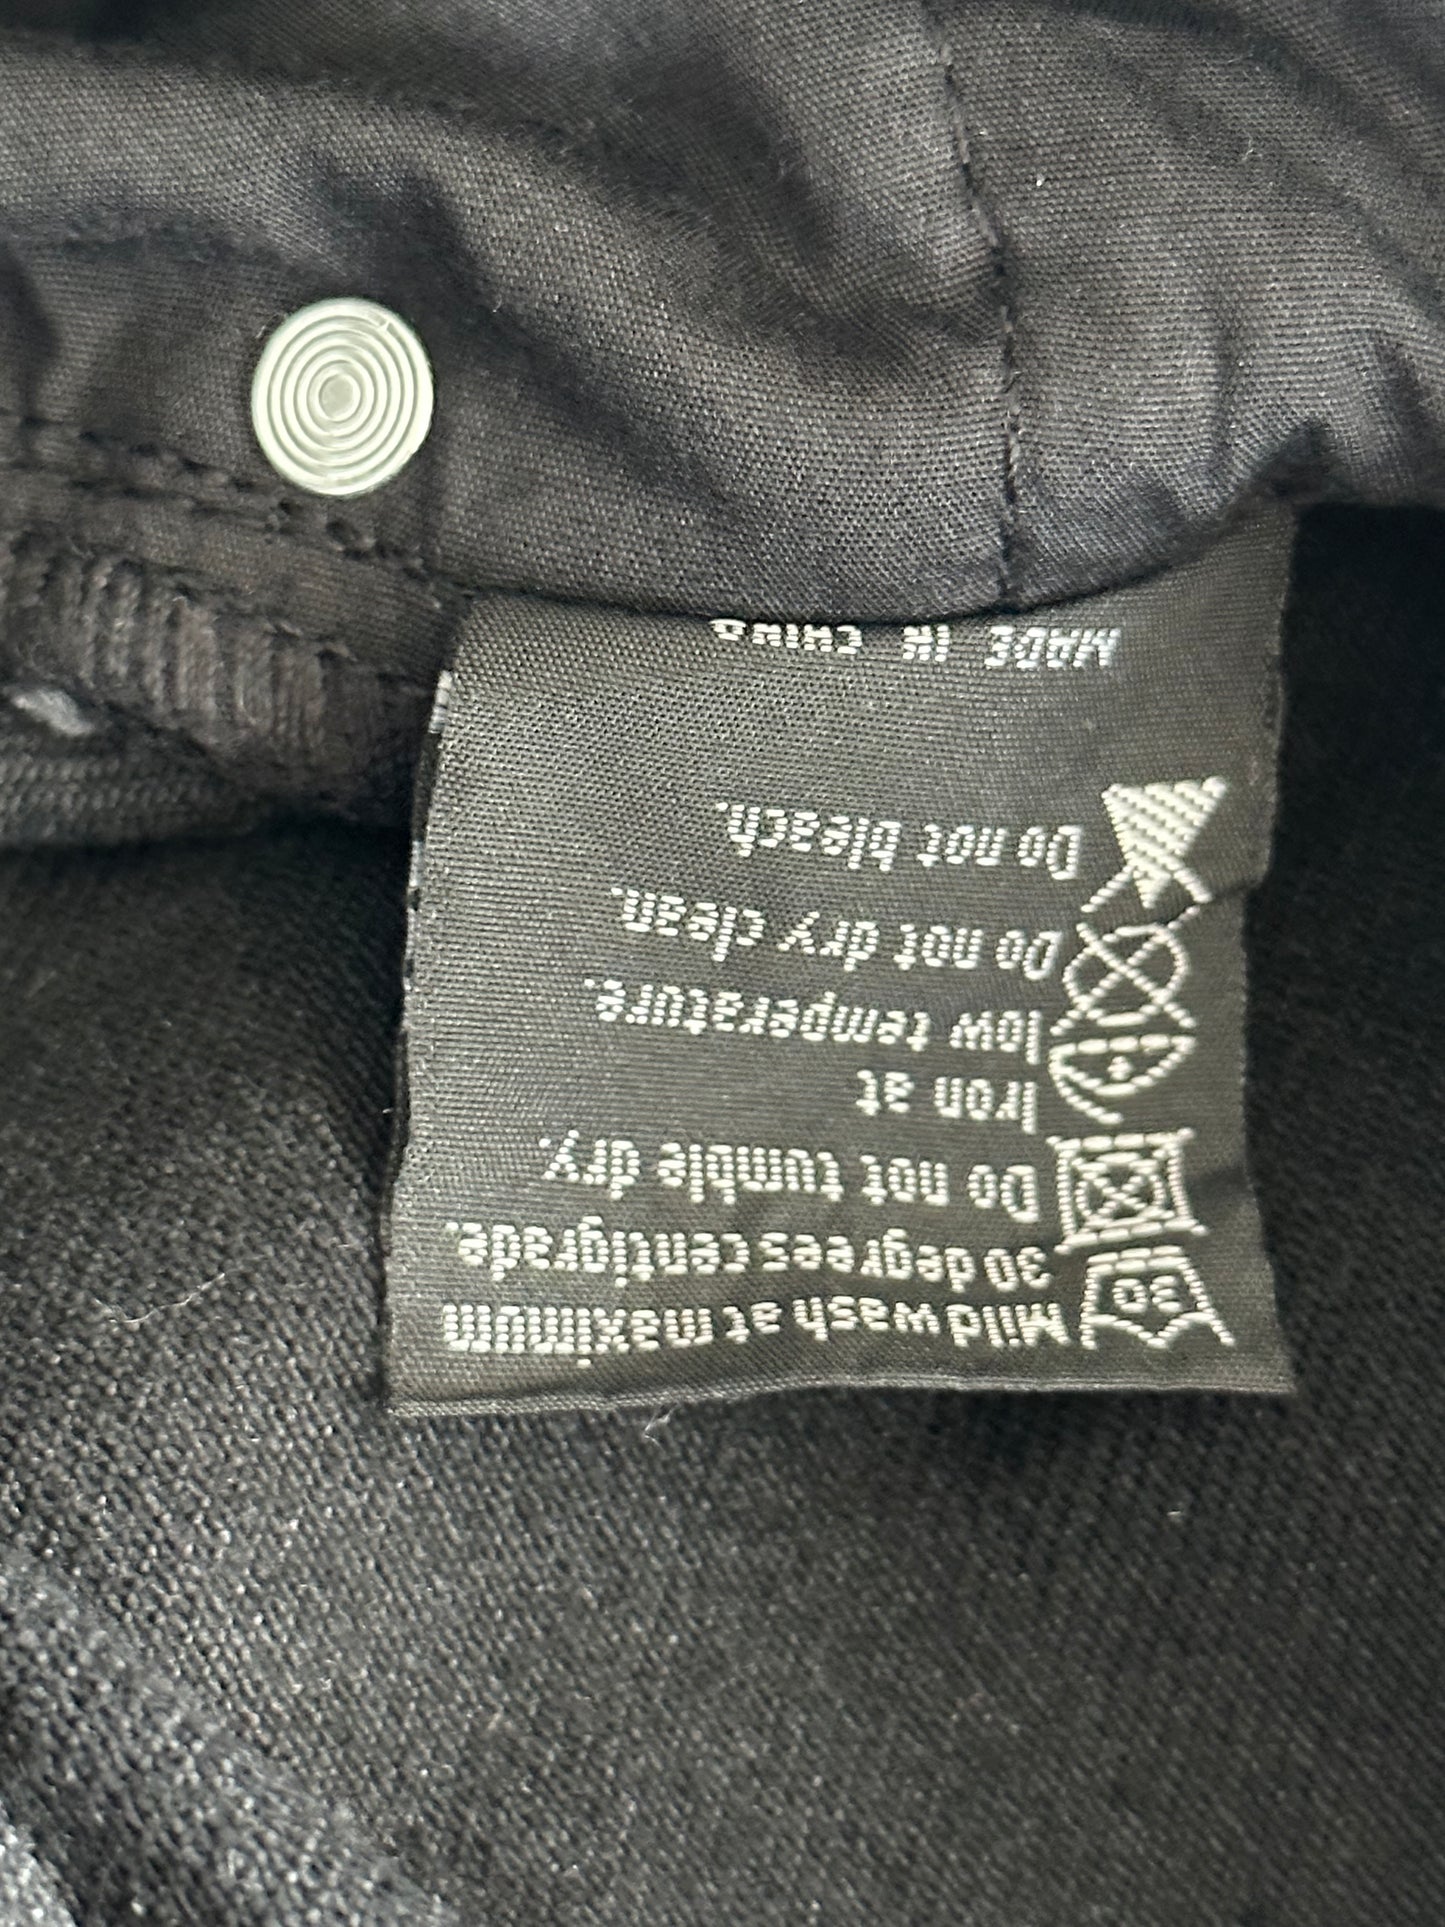 30
Mild wash at maximum
30 degrees centigrade.
Do not tumble dry.
Iron at
low temperature.
Do not dry clean.
Do not bleach.
MADE IN CHINA